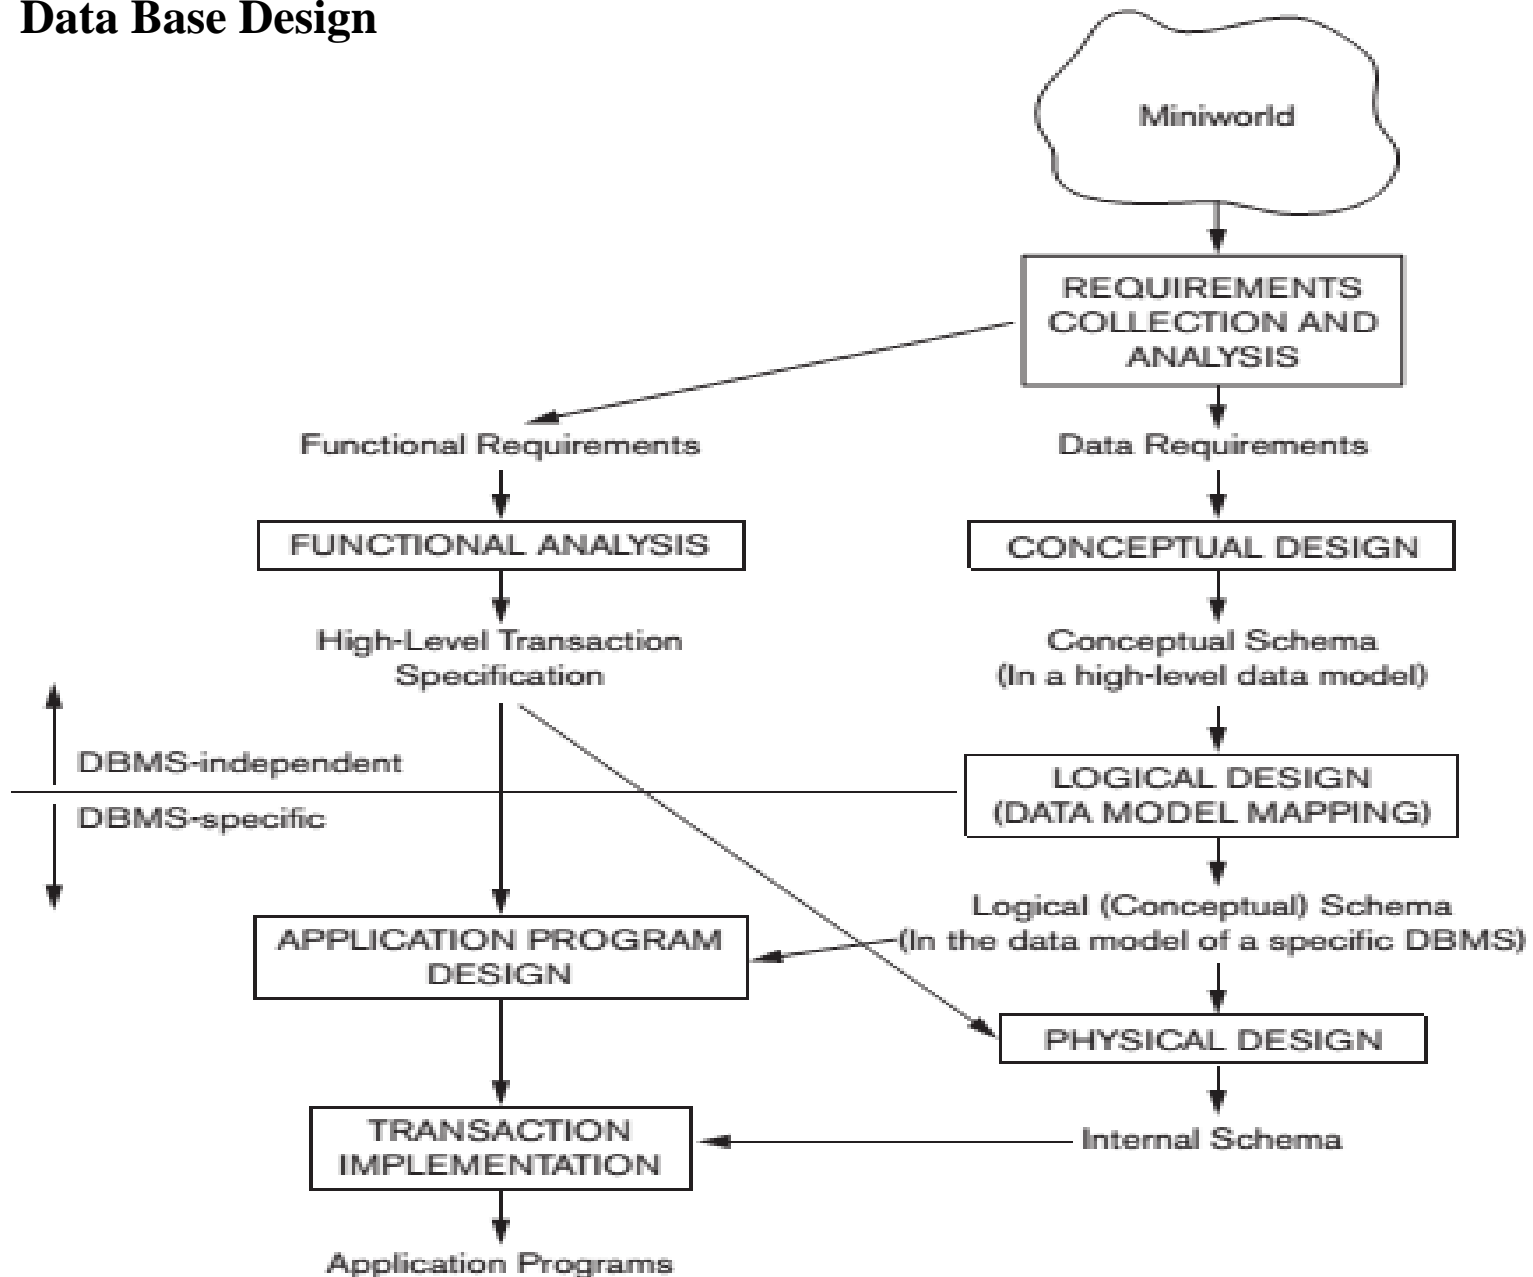 Data Base Design
Miniworld
REQUIREMENTS
COLLECTION AND
ANALYSIS
Functional Requirements
Data Requirements
FUNCTIONAL ANALYSIS
CONCEPTUAL DESIGN
High-Level Transaction
Specification
Conceptual Schema
(In a high-level data model)
DBMS-independent
DBMS-specific
LOGICAL DESIGN
(DATA MODEL MAPPING)
Logical (Conceptual) Schema
(In the data model of a specific DBMS)
APPLICATION PROGRAM
DESIGN
PHYSICAL DESIGN
TRANSACTION
IMPLEMENTATION
Internal Schema
Application Programs